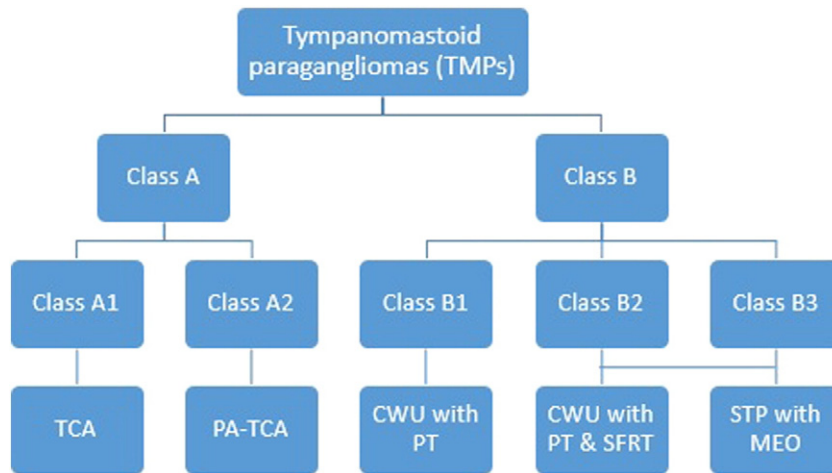 Tympanomastoid
paragangliomas (TMPs)
Class A
Class B
Class A1
Class A2
Class B1
Class B2
Class B3
TCA
PA-TCA
CWU with
PT
CWU with
PT & SFRT
STP with
MEO